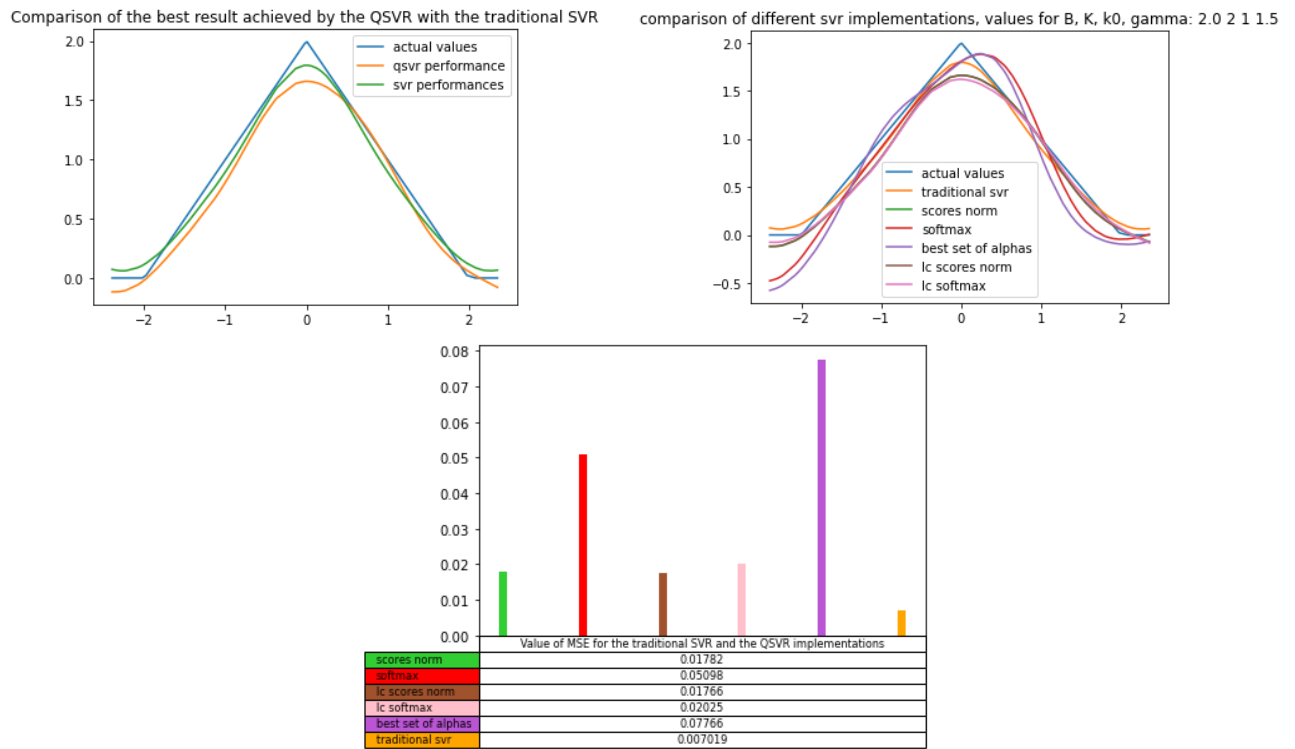 Comparison of the best result achieved by the QSVR with the traditional SVR
2.0
1.5
1.0
0.5
0.0
−2
−1
0
1
2
actual values
qsvr performance
svr performances
comparison of different svr implementations, values for B, K, k0, gamma: 2.0 2 1 1.5
2.0
1.5
1.0
0.5
0.0
−0.5
−2
−1
0
1
2
actual values
traditional svr
scores norm
softmax
best set of alphas
lc scores norm
lc softmax
0.08
0.07
0.06
0.05
0.04
0.03
0.02
0.01
0.00
Value of MSE for the traditional SVR and the QSVR implementations
scores norm 0.01782
softmax 0.05098
lc scores norm 0.01766
lc softmax 0.02025
best set of alphas 0.07766
traditional svr 0.007019